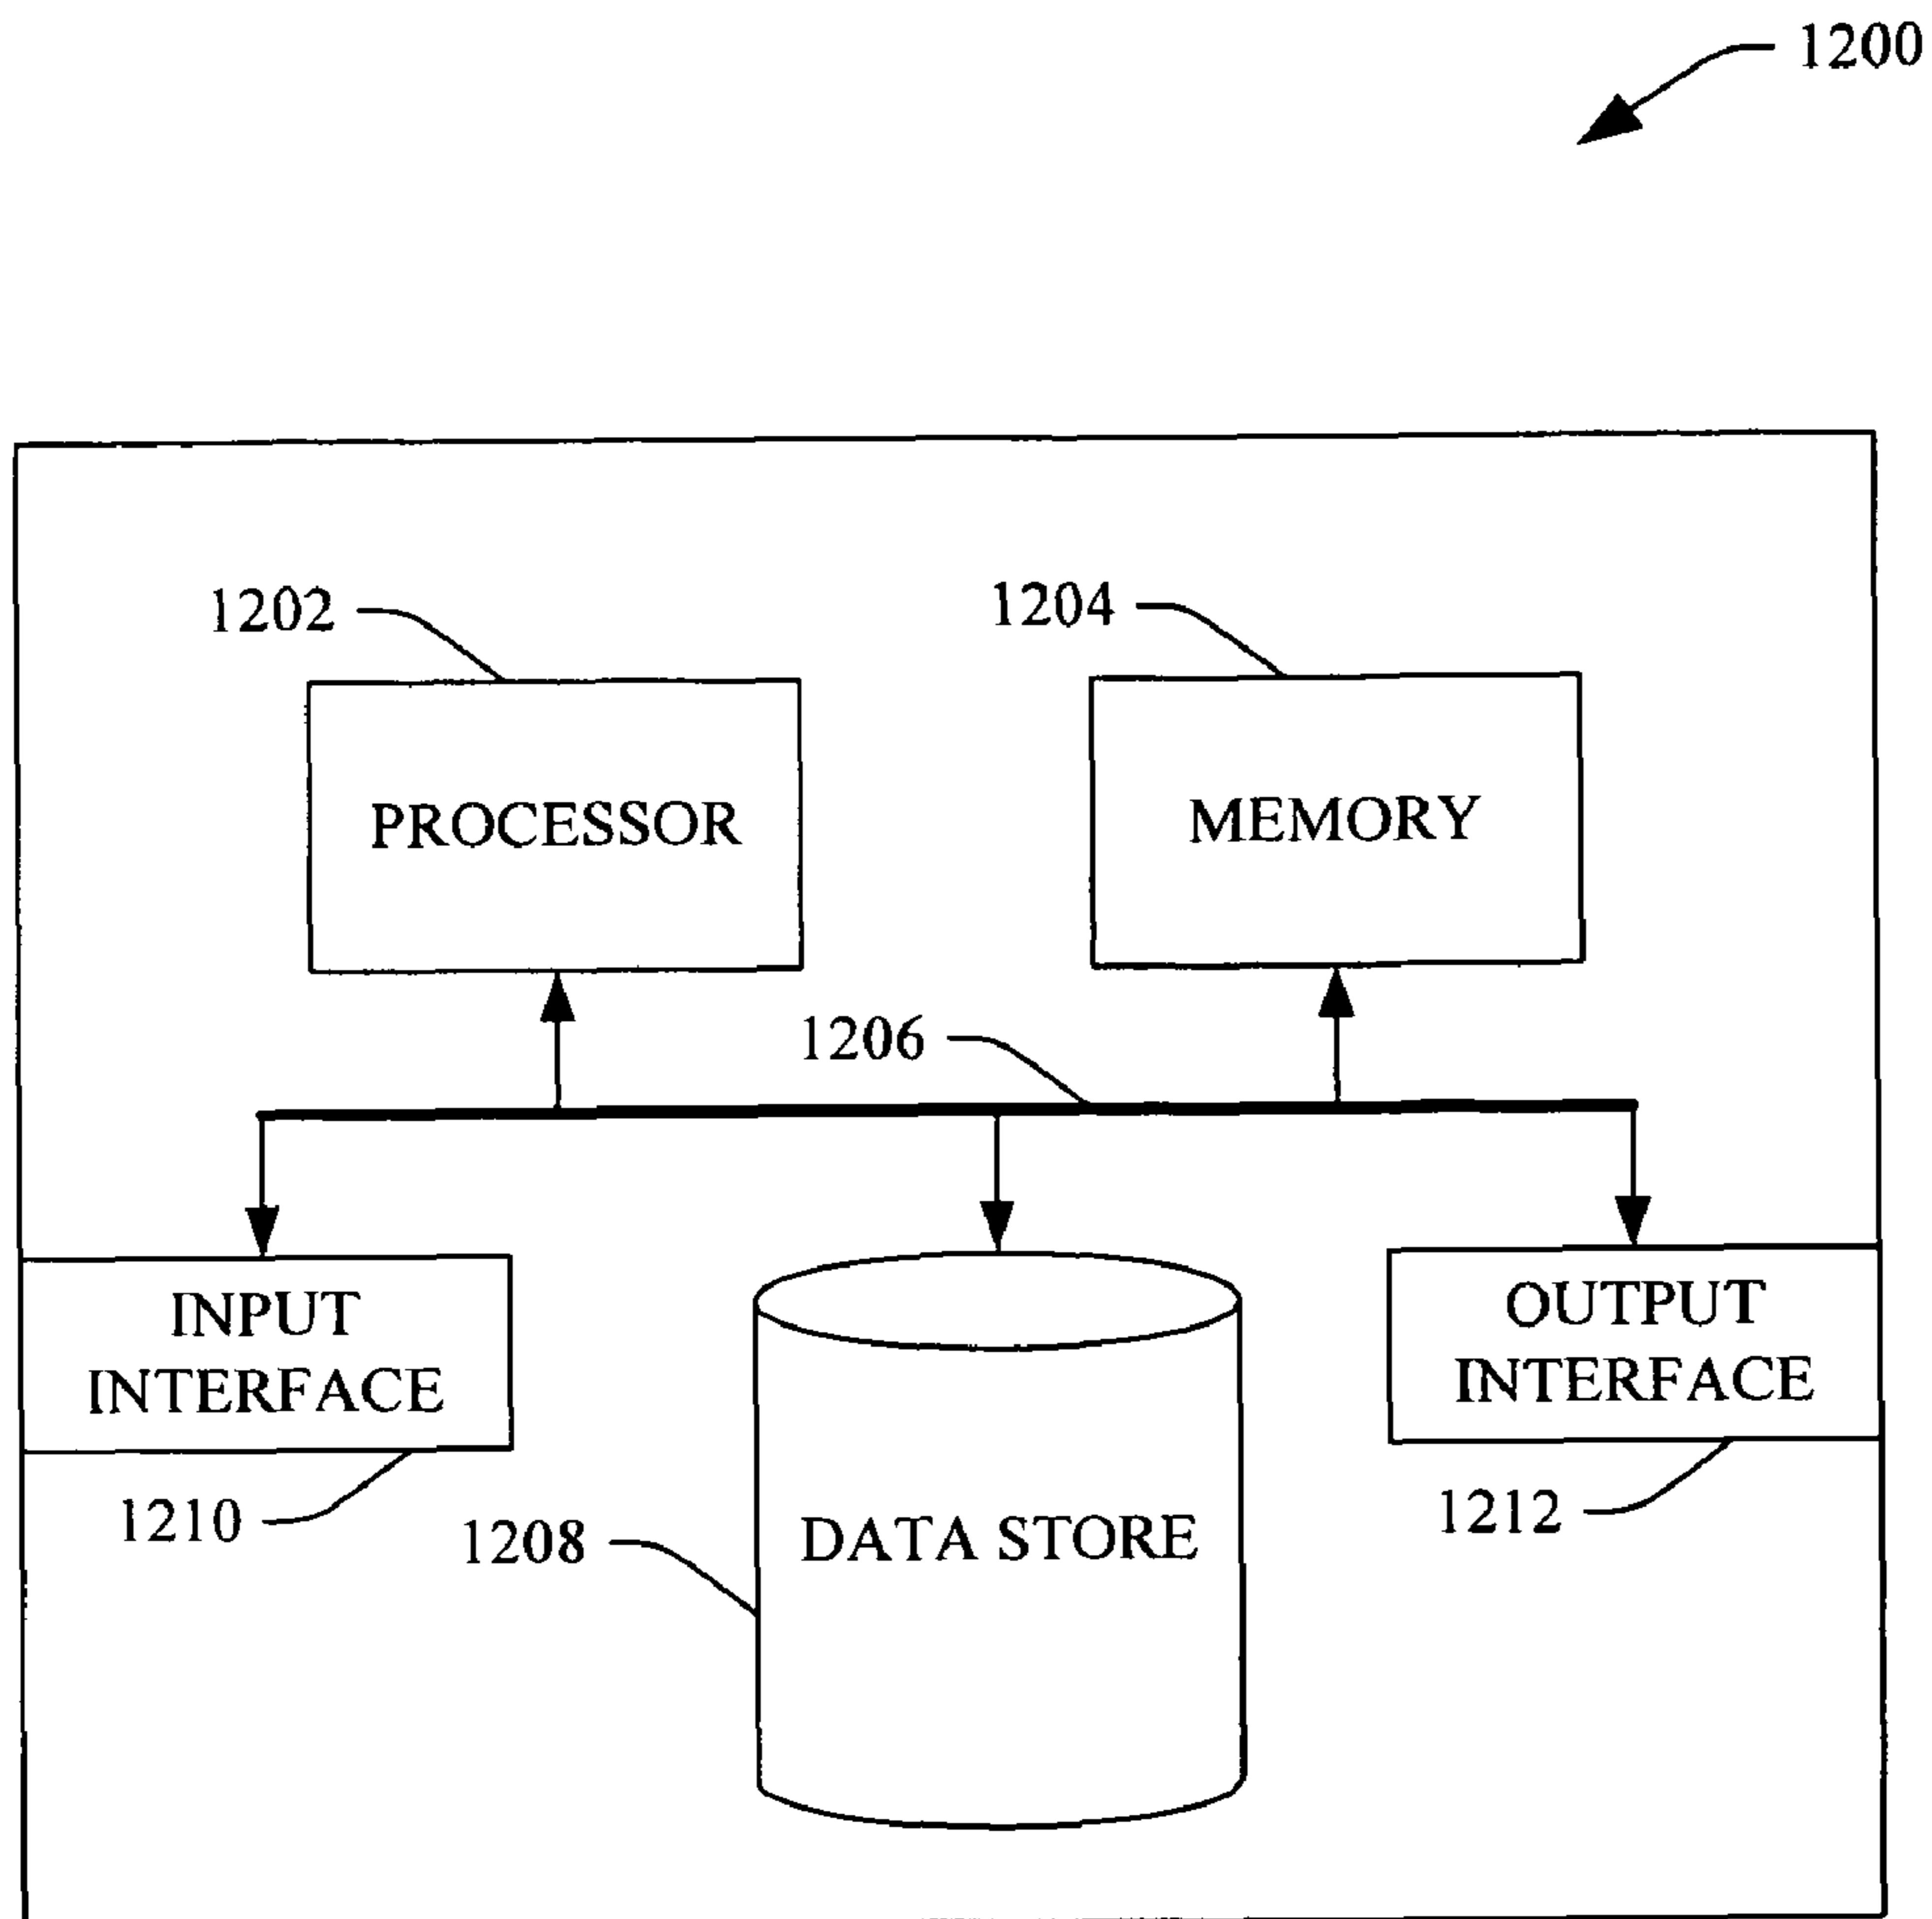 1200
1202
1204
PROCESSOR
MEMORY
1206
INPUT
INTERFACE
OUTPUT
INTERFACE
1210
1208
DATA STORE
1212